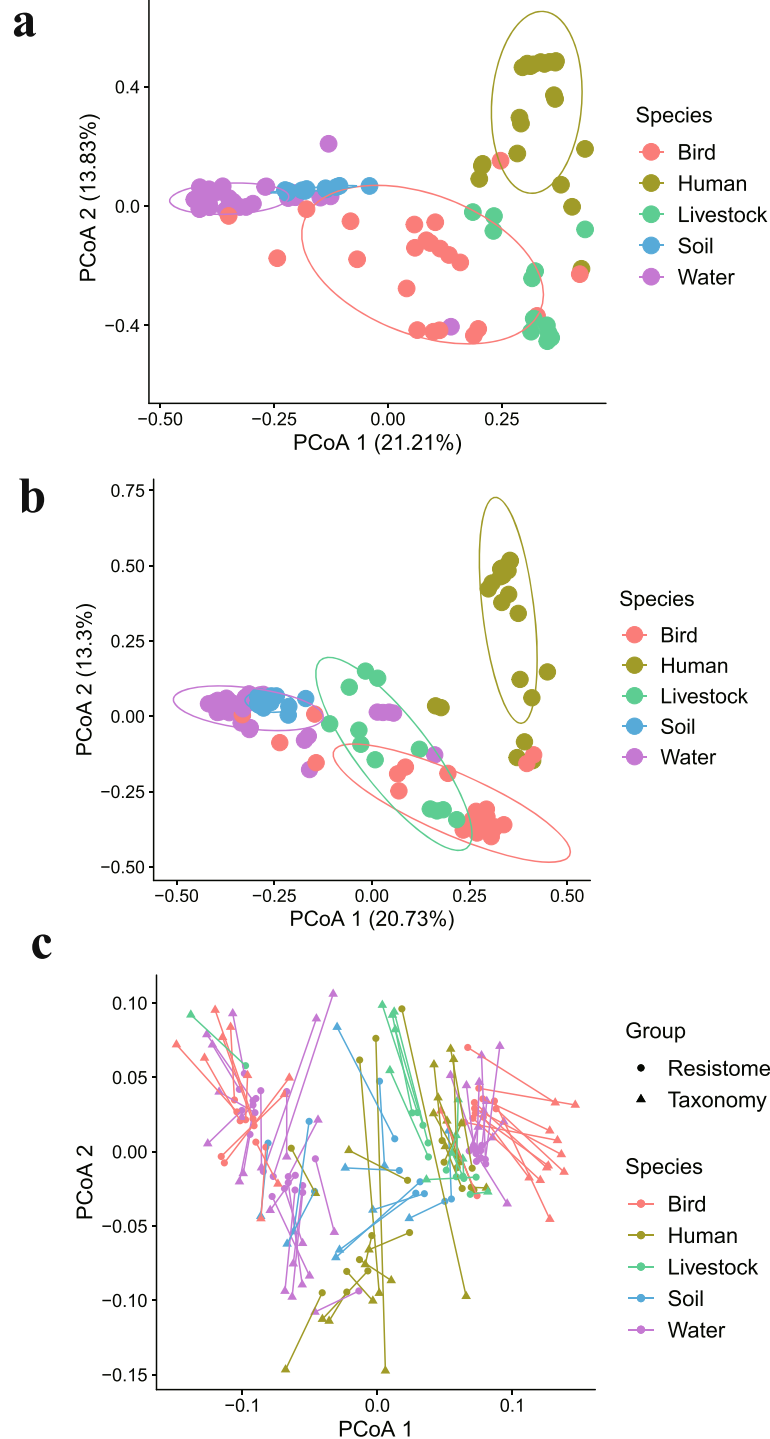 a
0.4
0.0
−0.4
PCoA 2 (13.83%)
−0.50
−0.25
0.00
0.25
PCoA 1 (21.21%)
Species
Bird
Human
Livestock
Soil
Water
b
0.75
0.50
0.25
0.00
−0.25
−0.50
PCoA 2 (13.3%)
−0.50
−0.25
0.00
0.25
0.50
PCoA 1 (20.73%)
Species
Bird
Human
Livestock
Soil
Water
c
0.10
0.05
0.00
−0.05
−0.10
−0.15
PCoA 2
−0.1
0.0
0.1
PCoA 1
Group
Resistome
Taxonomy
Species
Bird
Human
Livestock
Soil
Water